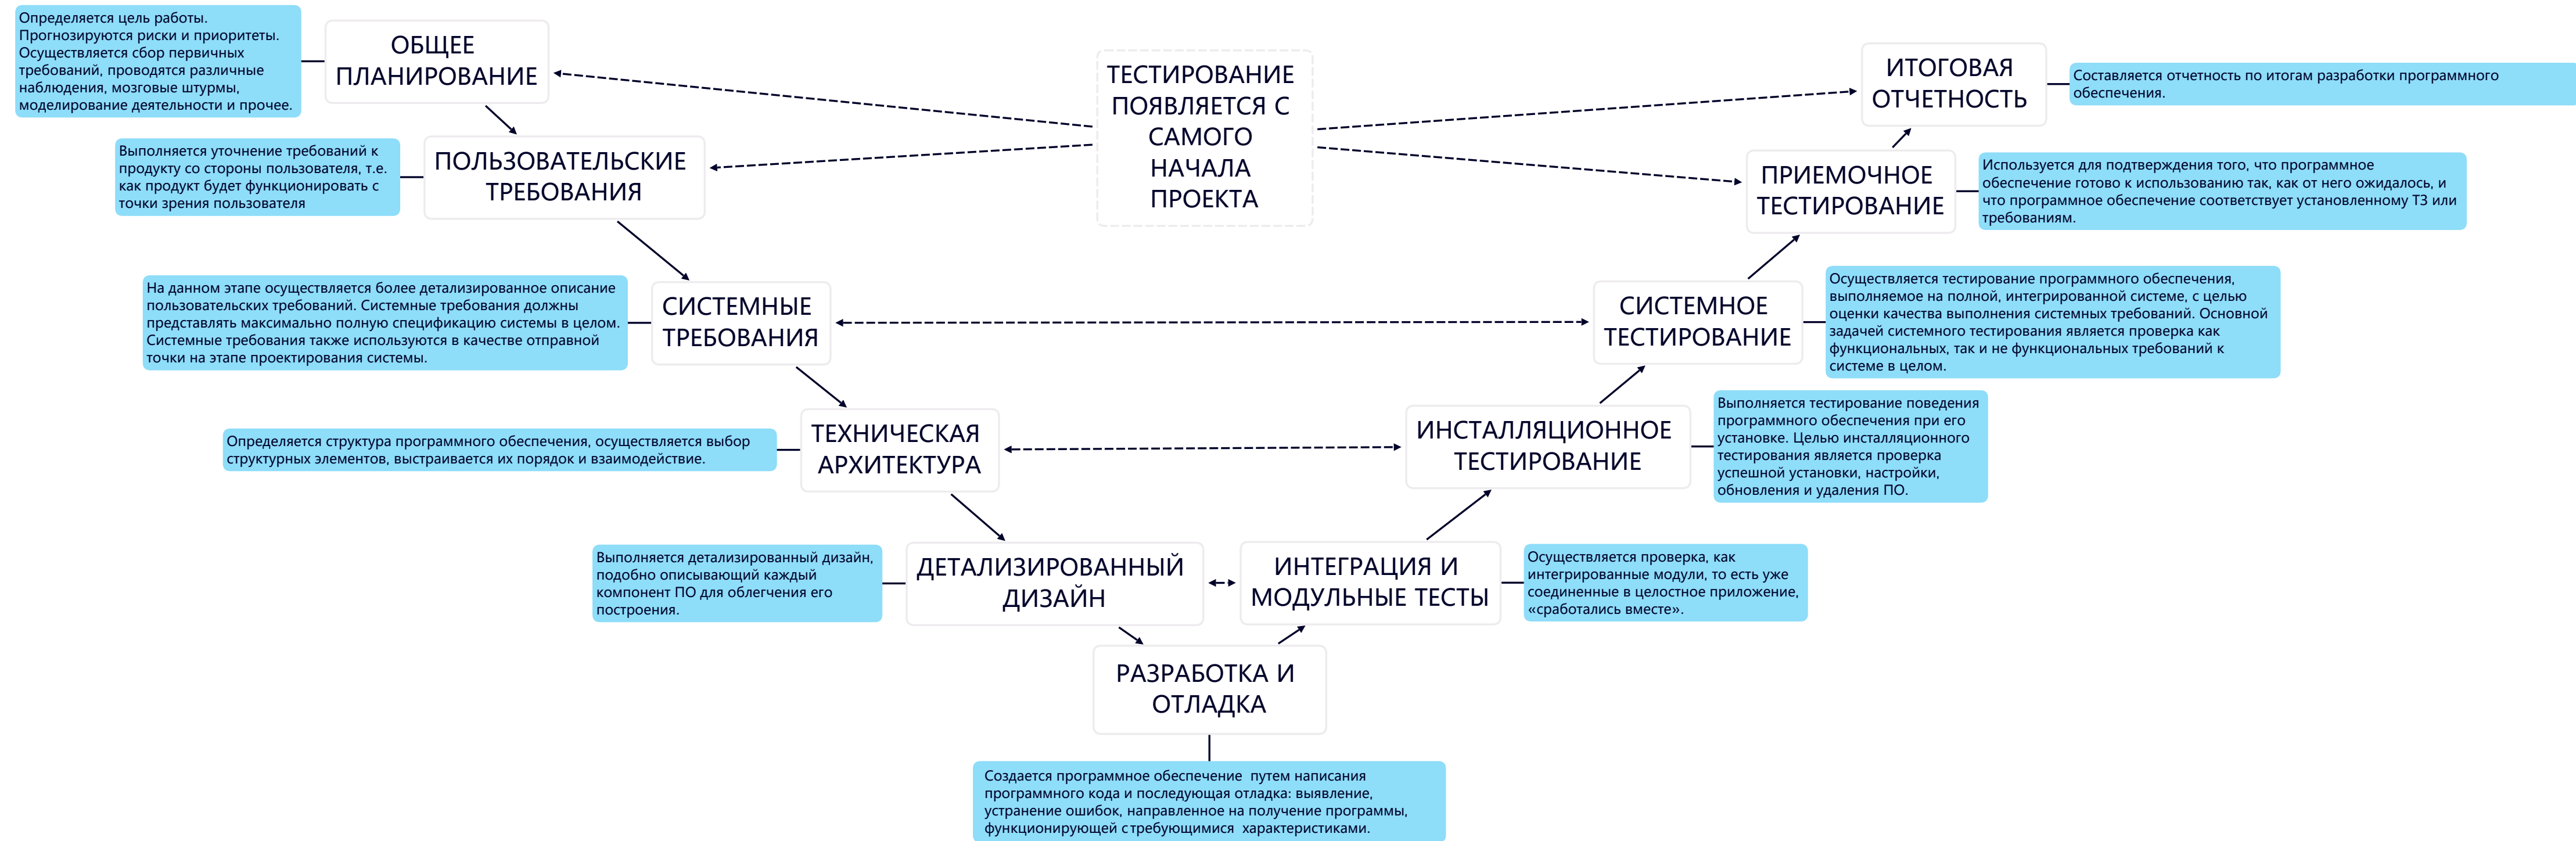 Определяется цель работы.
Прогнозируются риски и приоритеты.
Осуществляется сбор первичных
требований, проводятся различные
наблюдения, мозговые штурмы,
моделирование деятельности и прочее.
ОБЩЕЕ
ПЛАНИРОВАНИЕ
ТЕСТИРОВАНИЕ
ПОЯВЛЯЕТСЯ С
САМОГО
НАЧАЛА
ПРОЕКТА
ИТОГОВАЯ
ОТЧЕТНОСТЬ
Составляется отчетность по итогам разработки программного
обеспечения.
Выполняется уточнение требований к
продукту со стороны пользователя, т.е.
как продукт будет функционировать с
точки зрения пользователя
ПОЛЬЗОВАТЕЛЬСКИЕ
ТРЕБОВАНИЯ
ПРИЕМОЧНОЕ
ТЕСТИРОВАНИЕ
Используется для подтверждения того, что программное
обеспечение готово к использованию так, как от него ожидалось, и
что программное обеспечение соответствует установленному ТЗ или
требованиям.
На данном этапе осуществляется более детализированное описание
пользовательских требований. Системные требования должны
представлять максимально полную спецификацию системы в целом.
Системные требования также используются в качестве отправной
точки на этапе проектирования системы.
СИСТЕМНЫЕ
ТРЕБОВАНИЯ
СИСТЕМНОЕ
ТЕСТИРОВАНИЕ
Осуществляется тестирование программного обеспечения,
выполняемое на полной, интегрированной системе, с целью
оценки качества выполнения системных требований. Основной
задачей системного тестирования является проверка как
функциональных, так и не функциональных требований к
системе в целом.
Определяется структура программного обеспечения, осуществляется выбор
структурных элементов, выстраивается их порядок и взаимодействие.
ТЕХНИЧЕСКАЯ
АРХИТЕКТУРА
ИНСТАЛЛЯЦИОННОЕ
ТЕСТИРОВАНИЕ
Выполняется тестирование поведения
программного обеспечения при его
установке. Целью инсталляционного
тестирования является проверка
успешной установки, настройки,
обновления и удаления ПО.
Выполняется детализированный дизайн,
подобно описывающий каждый
компонент ПО для облегчения его
построения.
ДЕТАЛИЗИРОВАННЫЙ
ДИЗАЙН
ИНТЕГРАЦИЯ И
МОДУЛЬНЫЕ ТЕСТЫ
Осуществляется проверка, как
интегрированные модули, то есть уже
соединенные в целостное приложение,
«сработались вместе».
РАЗРАБОТКА И
ОТЛАДКА
Создается программное обеспечение путем написания
программного кода и последующая отладка: выявление,
устранение ошибок, направленное на получение программы,
функционирующей с требующимися характеристиками.